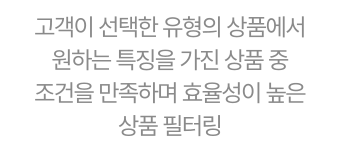 고객이 선택한 유형의 상품에서
원하는 특징을 가진 상품 중
조건을 만족하며 효율성이 높은
상품 필터링